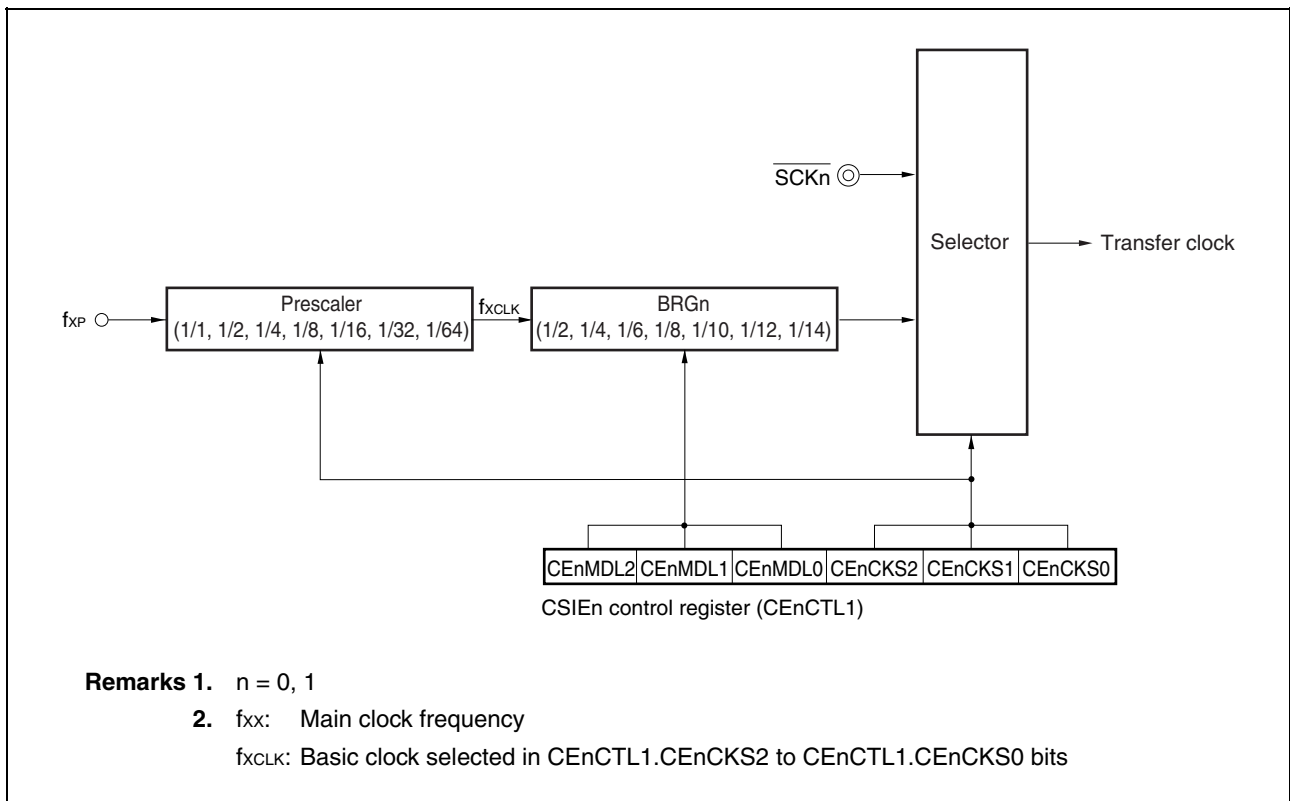 SCKn
Selector
Transfer clock
fXP
Prescaler
(1/1, 1/2, 1/4, 1/8, 1/16, 1/32, 1/64)
fXCLK
BRGn
(1/2, 1/4, 1/6, 1/8, 1/10, 1/12, 1/14)
CEnMDL2 CEnMDL1 CEnMDL0 CEnCKS2 CEnCKS1 CEnCKS0
CSIEn control register (CEnCTL1)
Remarks 1. n = 0, 1
2. fXX: Main clock frequency
fXCLK: Basic clock selected in CEnCTL1.CEnCKS2 to CEnCTL1.CEnCKS0 bits